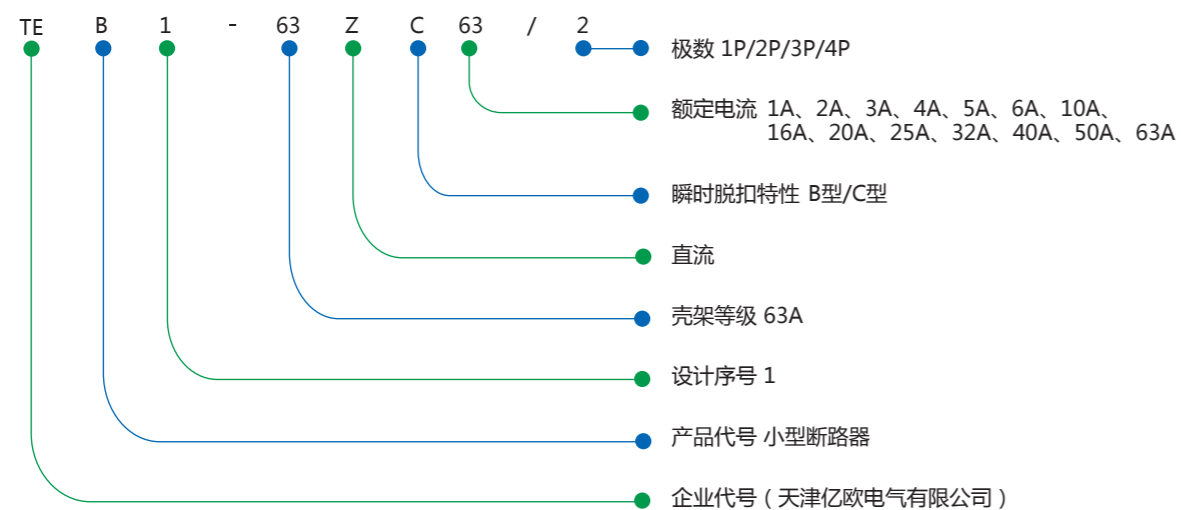 TE B 1 - 63 Z C 63 / 2
极数 1P/2P/3P/4P
额定电流 1A、2A、3A、4A、5A、6A、10A、
16A、20A、25A、32A、40A、50A、63A
瞬时脱扣特性 B型/C型
直流
壳架等级 63A
设计序号 1
产品代号 小型断路器
企业代号（天津亿欧电气有限公司）